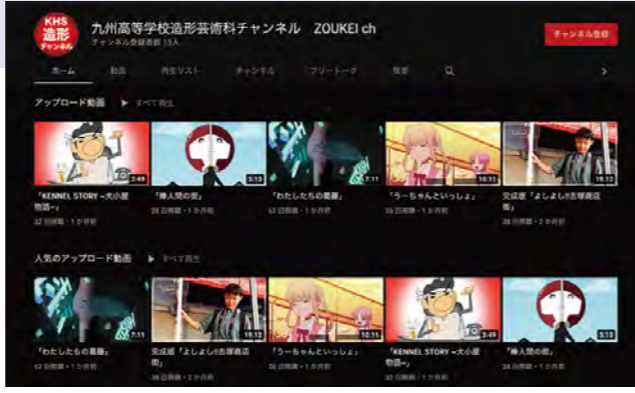 KHS
造形
チャンネル
九州高等学校造形芸術科チャンネル ZOUKEI ch
チャンネル登録者数 13人
チャンネル登録
ホーム 動画 再生リスト チャンネル フリートーク 概要
アップロード動画 ▶ すべて再生
3:49 5:15 7:11 10:11 19:12
「KENNEL STORY ~犬小屋物語~」
「棒人間の街」
「わたしたちの葛藤」
「うーちゃんといっしょ」
完成版「よしよし!!吉塚商店街」
人気のアップロード動画 ▶ すべて再生
7:11 19:12 10:11 3:49 5:15
「わたしたちの葛藤」
完成版「よしよし!!吉塚商店街」
「うーちゃんといっしょ」
「KENNEL STORY ~犬小屋物語~」
「棒人間の街」